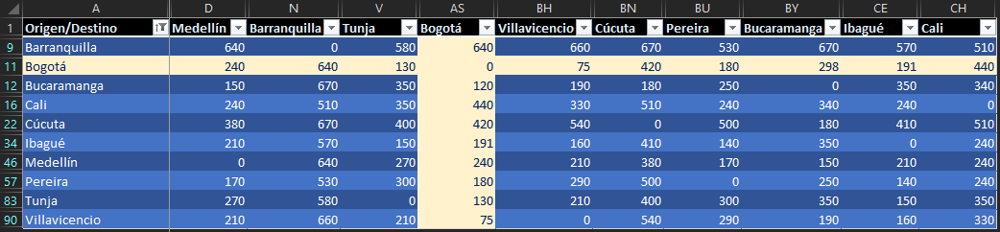 A D N V AS BH BN BU BY CE CH
1 Origen/Destino Medellín Barranquilla Tunja Bogotá Villavicencio Cúcuta Pereira Bucaramanga Ibagué Cali
9 Barranquilla 640 0 580 640 660 670 530 670 570 510
11 Bogotá 240 640 130 0 75 420 180 298 191 440
12 Bucaramanga 150 670 350 120 190 180 250 0 350 340
16 Cali 240 510 350 440 330 510 240 340 240 0
22 Cúcuta 380 670 400 420 540 0 500 180 410 510
34 Ibagué 210 570 150 191 160 410 140 350 0 240
46 Medellín 0 640 270 240 210 380 170 150 210 240
57 Pereira 170 530 300 180 290 500 0 250 140 240
83 Tunja 270 580 0 130 210 400 300 350 150 350
90 Villavicencio 210 660 210 75 0 540 290 190 160 330